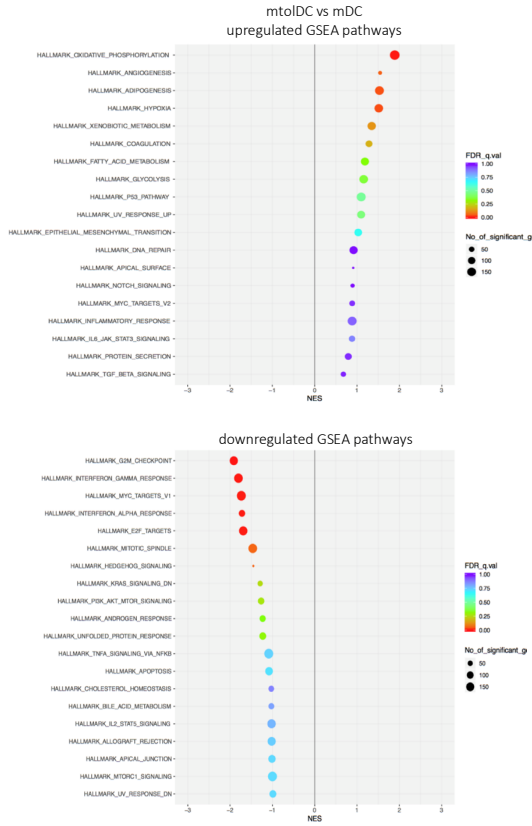 mtolDC vs mDC
upregulated GSEA pathways
HALLMARK_OXIDATIVE_PHOSPHORYLATION
HALLMARK_ANGIOGENESIS
HALLMARK_ADIPOGENESIS
HALLMARK_HYPOXIA
HALLMARK_XENOBIOTIC_METABOLISM
HALLMARK_COAGULATION
HALLMARK_FATTY_ACID_METABOLISM
HALLMARK_GLYCOLYSIS
HALLMARK_P53_PATHWAY
HALLMARK_UV_RESPONSE_UP
HALLMARK_EPITHELIAL_MESENCHYMAL_TRANSITION
HALLMARK_DNA_REPAIR
HALLMARK_APICAL_SURFACE
HALLMARK_NOTCH_SIGNALING
HALLMARK_MYC_TARGETS_V2
HALLMARK_INFLAMMATORY_RESPONSE
HALLMARK_IL6_JAK_STAT3_SIGNALING
HALLMARK_PROTEIN_SECRETION
HALLMARK_TGF_BETA_SIGNALING
-3 -2 -1 0 1 2 3
NES
FDR_q.val
1.00
0.75
0.50
0.25
0.00
No_of_significant_g
50
100
150
downregulated GSEA pathways
HALLMARK_G2M_CHECKPOINT
HALLMARK_INTERFERON_GAMMA_RESPONSE
HALLMARK_MYC_TARGETS_V1
HALLMARK_INTERFERON_ALPHA_RESPONSE
HALLMARK_E2F_TARGETS
HALLMARK_MITOTIC_SPINDLE
HALLMARK_HEDGEHOG_SIGNALING
HALLMARK_KRAS_SIGNALING_DN
HALLMARK_PI3K_AKT_MTOR_SIGNALING
HALLMARK_ANDROGEN_RESPONSE
HALLMARK_UNFOLDED_PROTEIN_RESPONSE
HALLMARK_TNFA_SIGNALING_VIA_NFKB
HALLMARK_APOPTOSIS
HALLMARK_CHOLESTEROL_HOMEOSTASIS
HALLMARK_BILE_ACID_METABOLISM
HALLMARK_IL2_STAT5_SIGNALING
HALLMARK_ALLOGRAFT_REJECTION
HALLMARK_APICAL_JUNCTION
HALLMARK_MTORC1_SIGNALING
HALLMARK_UV_RESPONSE_DN
-3 -2 -1 0 1 2 3
NES
FDR_q.val
1.00
0.75
0.50
0.25
0.00
No_of_significant_ge
50
100
150